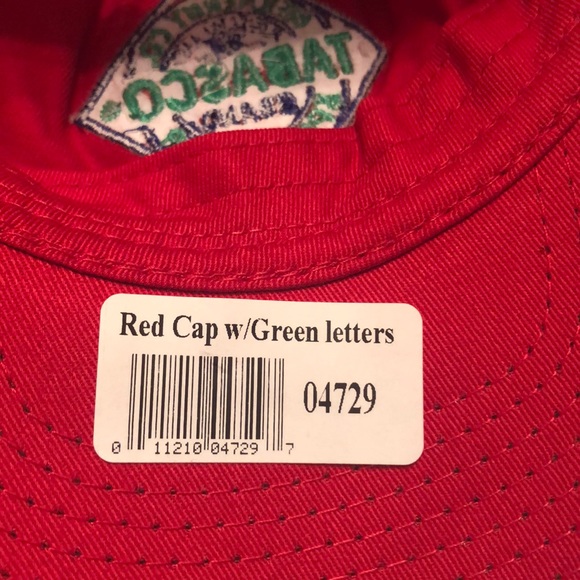 TABASCO
Red Cap w/Green letters
04729
0 11210 04729 7